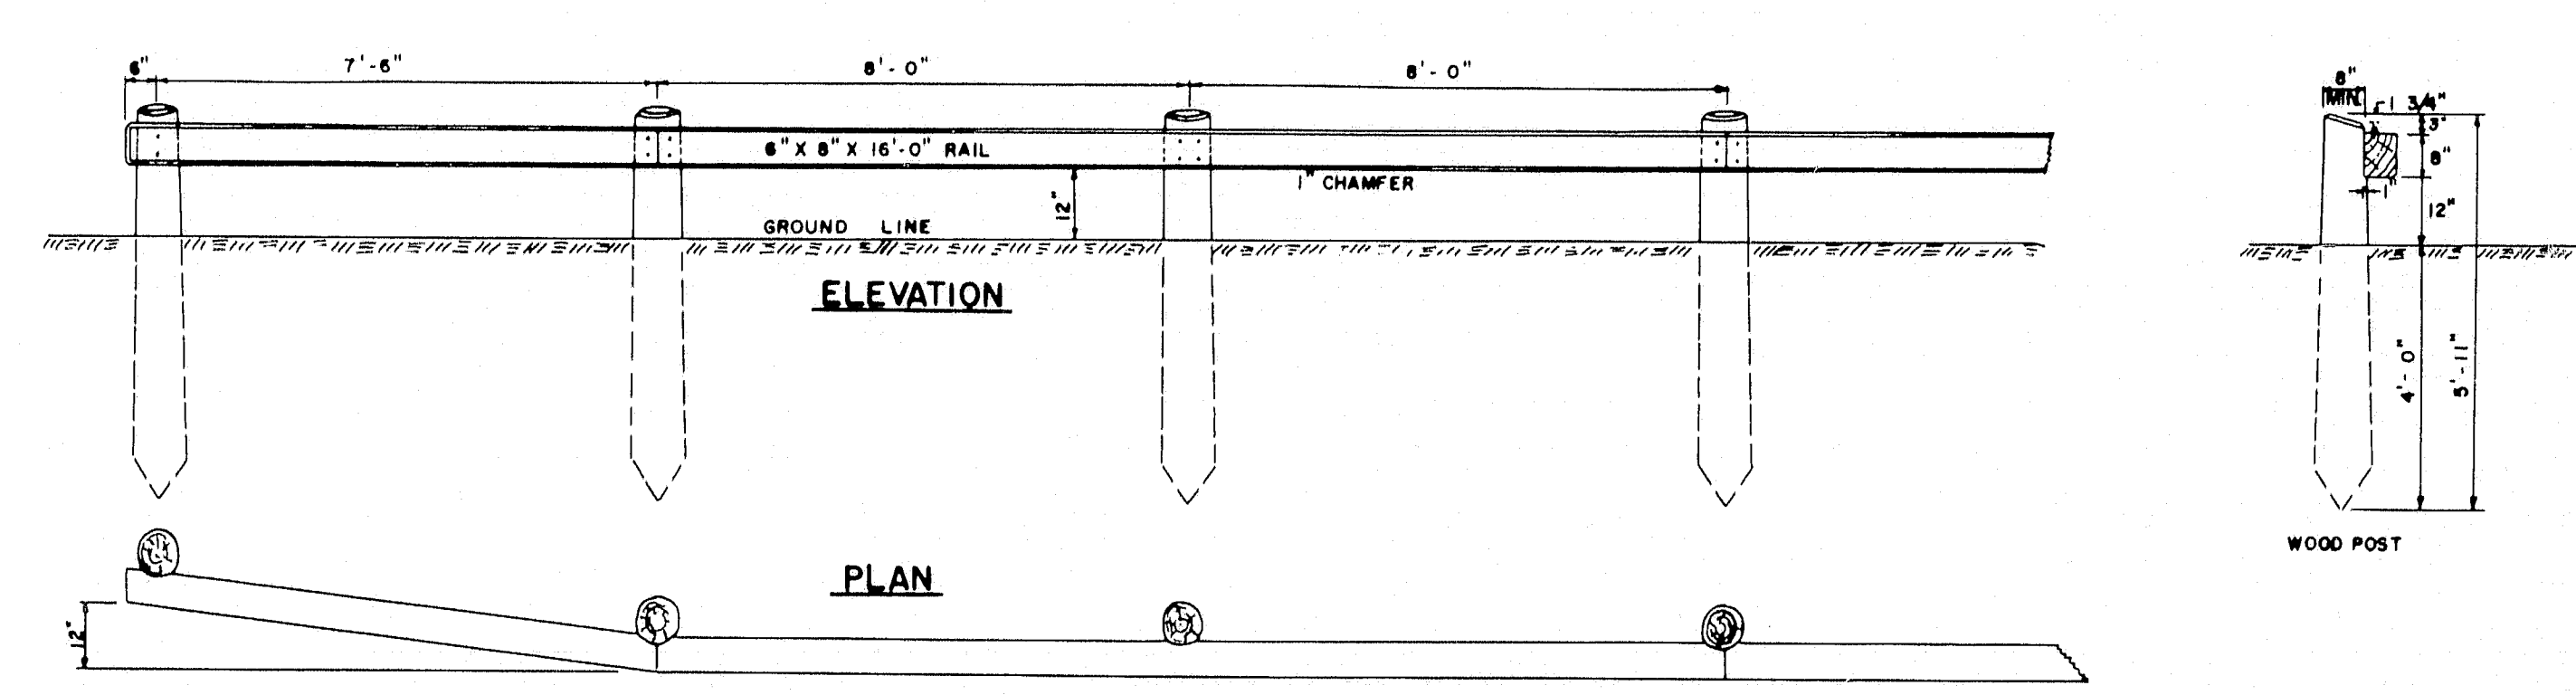 6" 7'-6" 8'-0" 8'-0"
6" X 8" X 16'-0" RAIL
1" CHAMFER
12"
GROUND LINE
ELEVATION
8"
MIN.
1 3/4"
3"
8"
1"
12"
4'-0"
5'-11"
WOOD POST
PLAN
12"